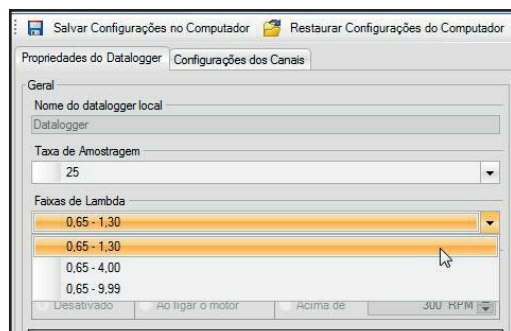 Salvar Configurações no Computador Restaurar Configurações do Computador
Propriedades do Datalogger Configurações dos Canais
Geral
Nome do datalogger local
Datalogger
Taxa de Amostragem
25
Faixas de Lambda
0,65 - 1,30
0,65 - 1,30
0,65 - 4,00
0,65 - 9,99
Desativado Ao ligar o motor Acima de 300 RPM